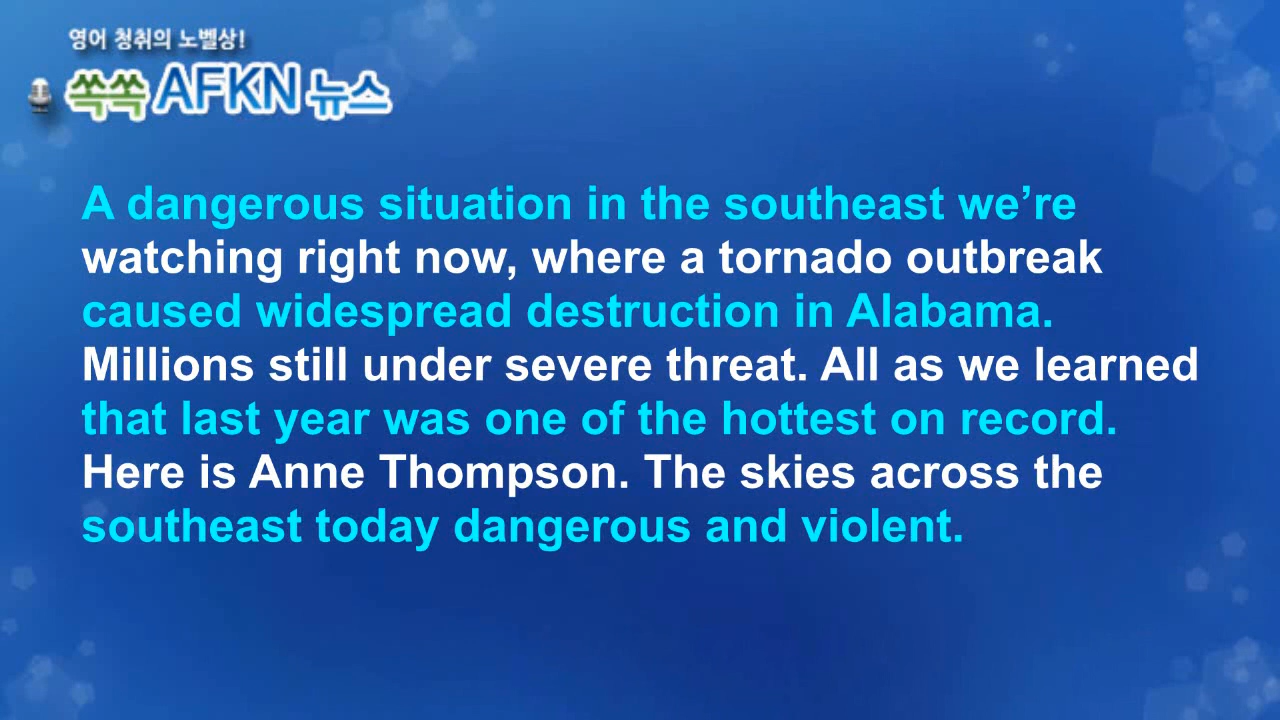 영어 청취의 노벨상!
쏙쏙 AFKN 뉴스
A dangerous situation in the southeast we’re
watching right now, where a tornado outbreak
caused widespread destruction in Alabama.
Millions still under severe threat. All as we learned
that last year was one of the hottest on record.
Here is Anne Thompson. The skies across the
southeast today dangerous and violent.